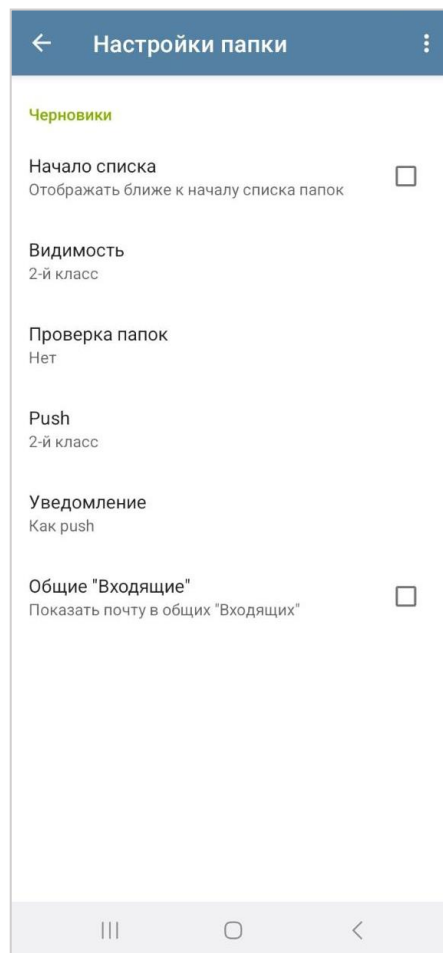 Настройки папки
Черновики
Начало списка
Отображать ближе к началу списка папок
Видимость
2-й класс
Проверка папок
Нет
Push
2-й класс
Уведомление
Как push
Общие "Входящие"
Показать почту в общих "Входящих"